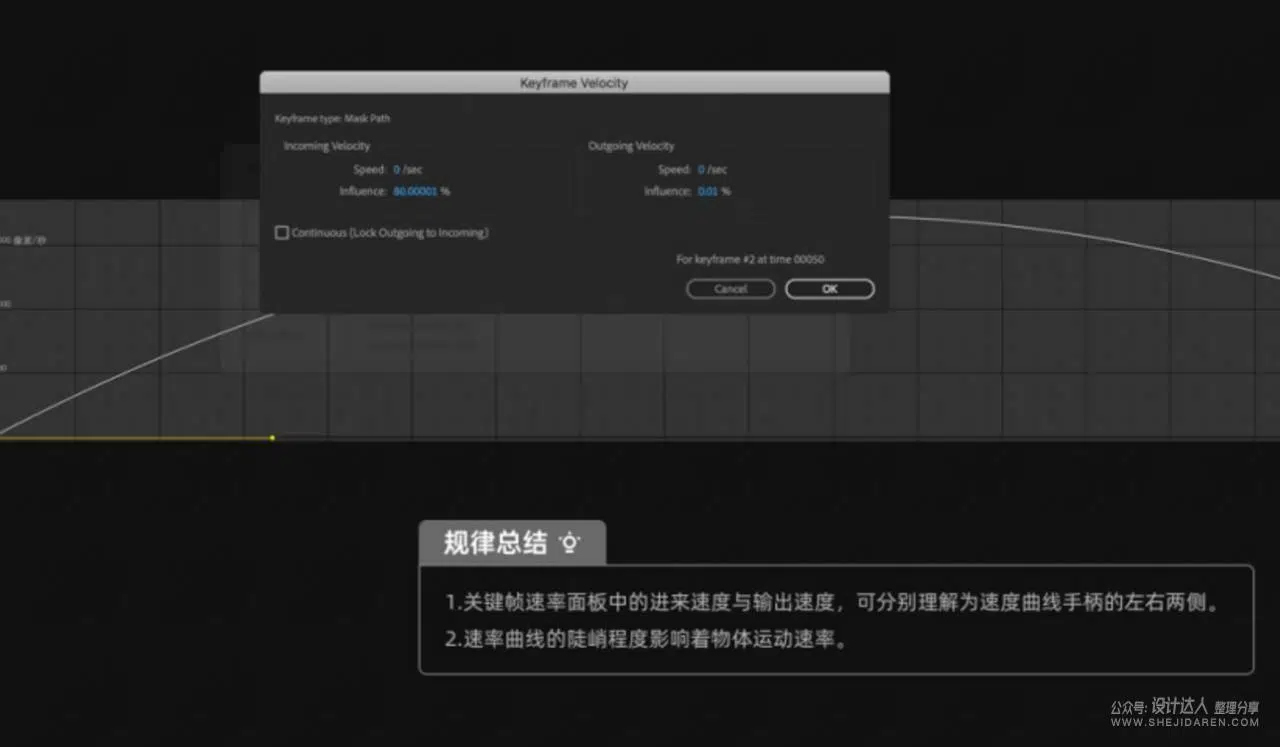 Keyframe Velocity
Keyframe type: Mask Path
Incoming Velocity
Outgoing Velocity
Speed: 0 /sec
Speed: 0 /sec
Influence: 80.00001 %
Influence: 0.01 %
像素/秒
Continuous (Lock Outgoing to Incoming)
For keyframe #2 at time 00050
Cancel
OK
规律总结
1.关键帧速率面板中的进来速度与输出速度，可分别理解为速度曲线手柄的左右两侧。
2.速率曲线的陡峭程度影响着物体运动速率。
公众号: 设计达人 整理分享
WWW.SHEJIDAREN.COM